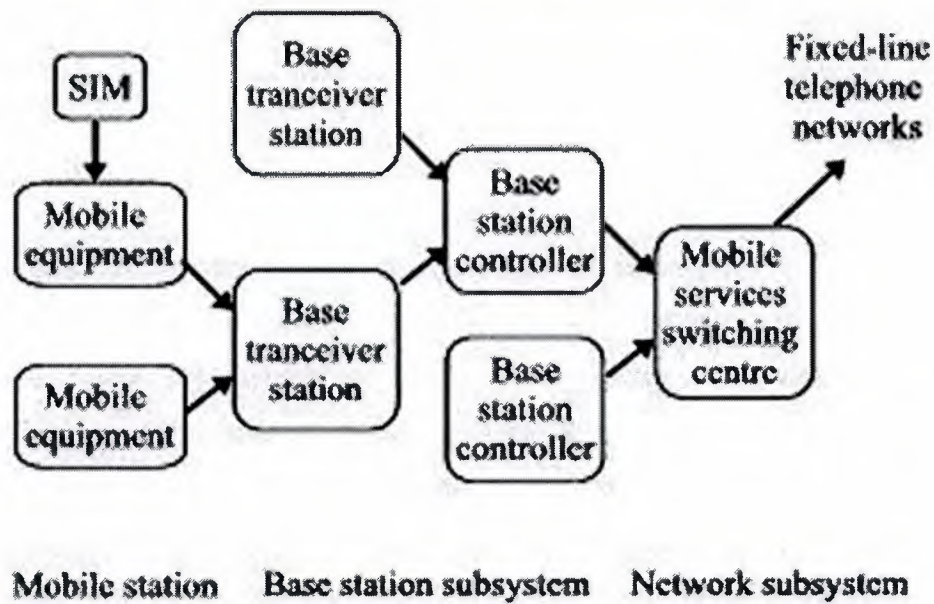 SIM
Mobile
equipment
Mobile
equipment
Base
tranceiver
station
Base
tranceiver
station
Base
station
controller
Base
station
controller
Mobile
services
switching
centre
Fixed-line
telephone
networks
Mobile station
Base station subsystem
Network subsystem